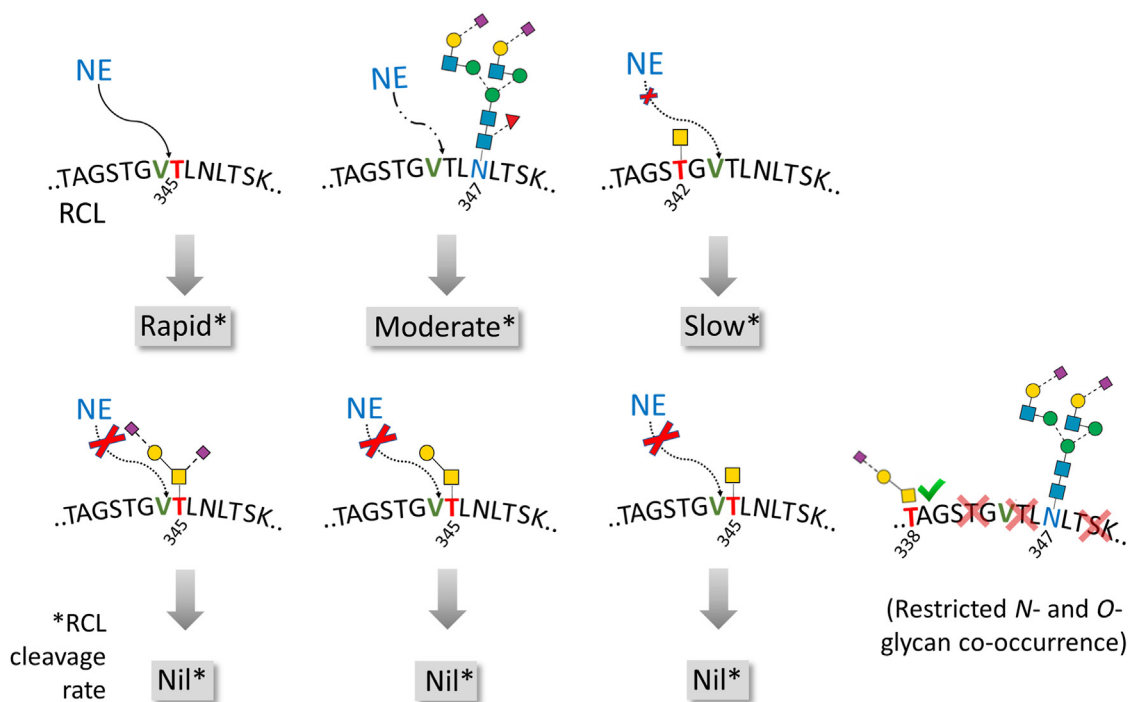 NE
..TAGSTGVTLNLTSK..
345
RCL
Rapid*
NE
..TAGSTGVTLNLTSK..
347
Moderate*
NE
..TAGSTGVTLNLTSK..
342
Slow*
NE
..TAGSTGVTLNLTSK..
345
Nil*
NE
..TAGSTGVTLNLTSK..
345
Nil*
NE
..TAGSTGVTLNLTSK..
345
Nil*
..TAGSTGVTLNLTSK..
338
347
(Restricted N- and O-
glycan co-occurrence)
*RCL
cleavage
rate